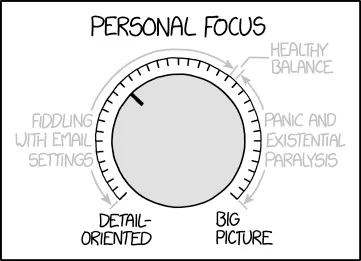 PERSONAL FOCUS
HEALTHY
BALANCE
FIDDLING
WITH EMAIL
SETTINGS
PANIC AND
EXISTENTIAL
PARALYSIS
DETAIL-
ORIENTED
BIG
PICTURE